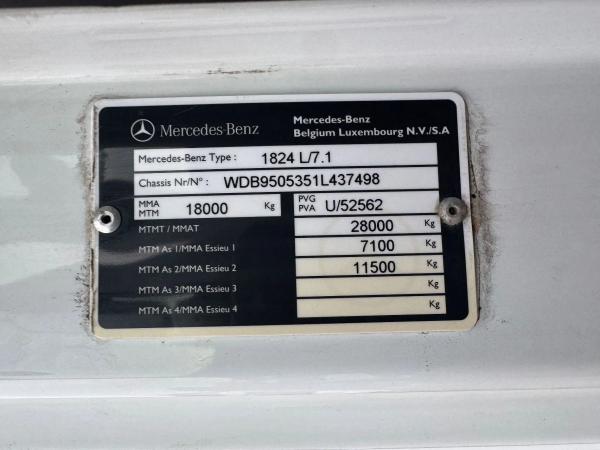 Mercedes-Benz
Mercedes-Benz
Belgium Luxembourg N.V./S.A
Mercedes-Benz Type : 1824 L/7.1
Chassis Nr/N° : WDB9505351L437498
MMA
MTM 18000 Kg
PVG
PVA U/52562
MTMT / MMAT 28000 Kg
MTM As 1/MMA Essieu 1 7100 Kg
MTM As 2/MMA Essieu 2 11500 Kg
MTM As 3/MMA Essieu 3 Kg
MTM As 4/MMA Essieu 4 Kg